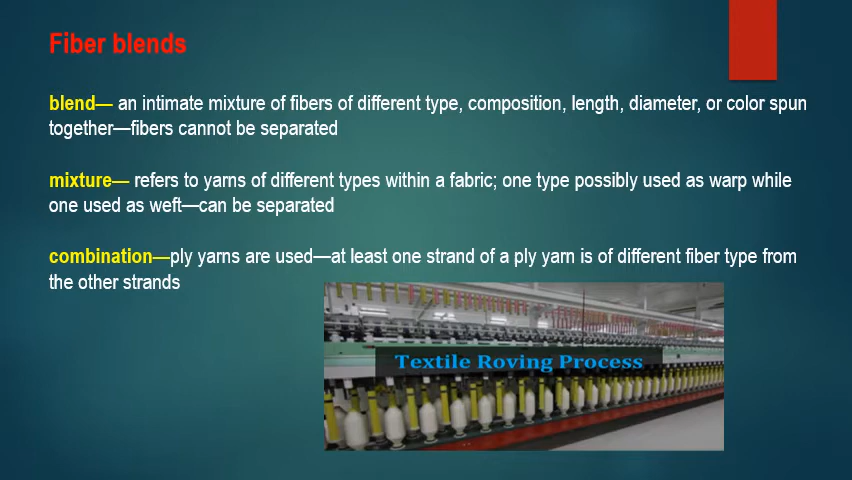 Fiber blends
blend— an intimate mixture of fibers of different type, composition, length, diameter, or color spun
together—fibers cannot be separated
mixture— refers to yarns of different types within a fabric; one type possibly used as warp while
one used as weft—can be separated
combination—ply yarns are used—at least one strand of a ply yarn is of different fiber type from
the other strands
Textile Roving Process